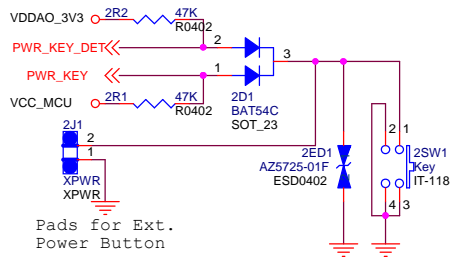 VDDAO_3V3 2R2 47K
R0402
PWR_KEY_DET 2
3
PWR_KEY 1
VCC_MCU 2R1 47K
R0402
2D1
BAT54C
SOT_23
2J1
2
1
XPWR
XPWR
2ED1
AZ5725-01F
ESD0402
2 1
2SW1
Key
IT-118
4 3
Pads for Ext.
Power Button